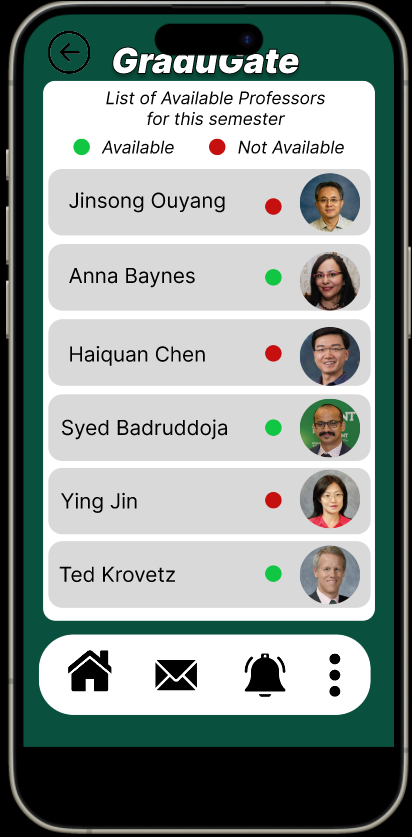 GraduGate
List of Available Professors
for this semester
Available
Not Available
Jinsong Ouyang
Anna Baynes
Haiquan Chen
Syed Badruddoja
Ying Jin
Ted Krovetz